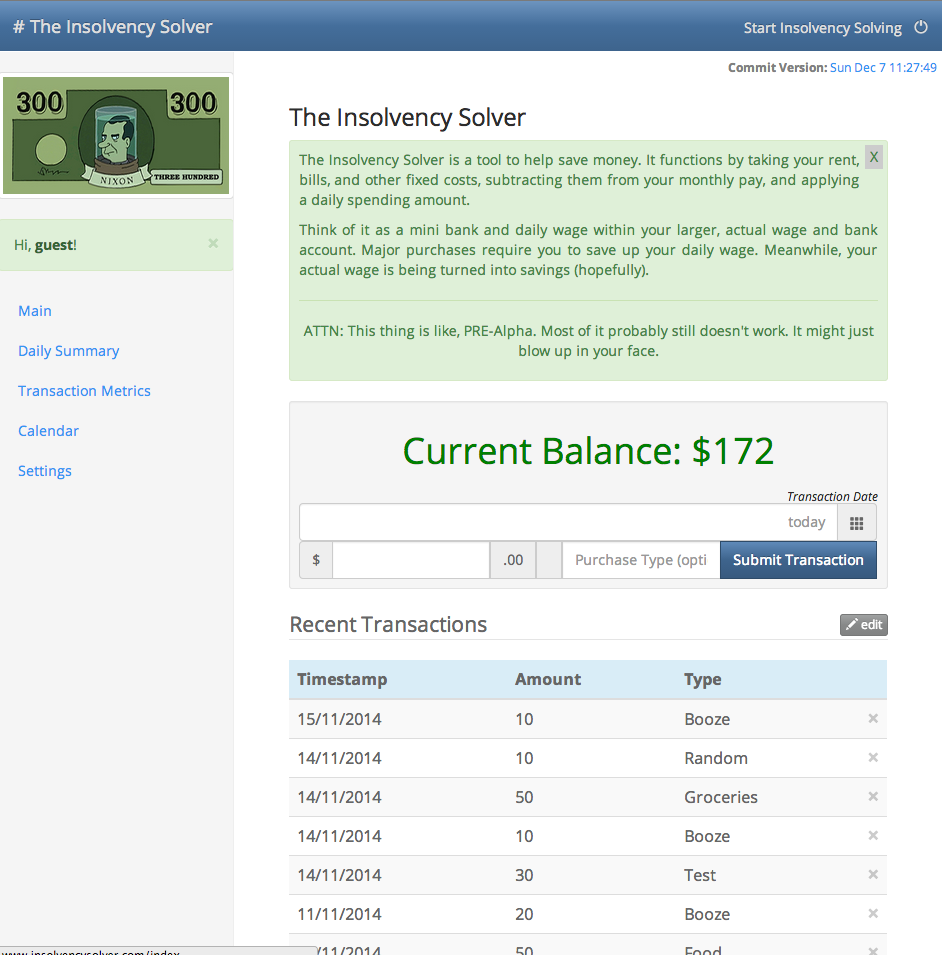 # The Insolvency Solver
Start Insolvency Solving
Commit Version: Sun Dec 7 11:27:49
300 300
NIXON
THREE HUNDRED
Hi, guest! ×
Main
Daily Summary
Transaction Metrics
Calendar
Settings
The Insolvency Solver
The Insolvency Solver is a tool to help save money. It functions by taking your rent, X
bills, and other fixed costs, subtracting them from your monthly pay, and applying
a daily spending amount.
Think of it as a mini bank and daily wage within your larger, actual wage and bank
account. Major purchases require you to save up your daily wage. Meanwhile, your
actual wage is being turned into savings (hopefully).
ATTN: This thing is like, PRE-Alpha. Most of it probably still doesn't work. It might just
blow up in your face.
Current Balance: $172
Transaction Date
today
$ .00 Purchase Type (opti Submit Transaction
Recent Transactions edit
Timestamp Amount Type
15/11/2014 10 Booze ×
14/11/2014 10 Random ×
14/11/2014 50 Groceries ×
14/11/2014 10 Booze ×
14/11/2014 30 Test ×
11/11/2014 20 Booze ×
/11/2014 50 Food ×
www.insolvencysolver.com/index